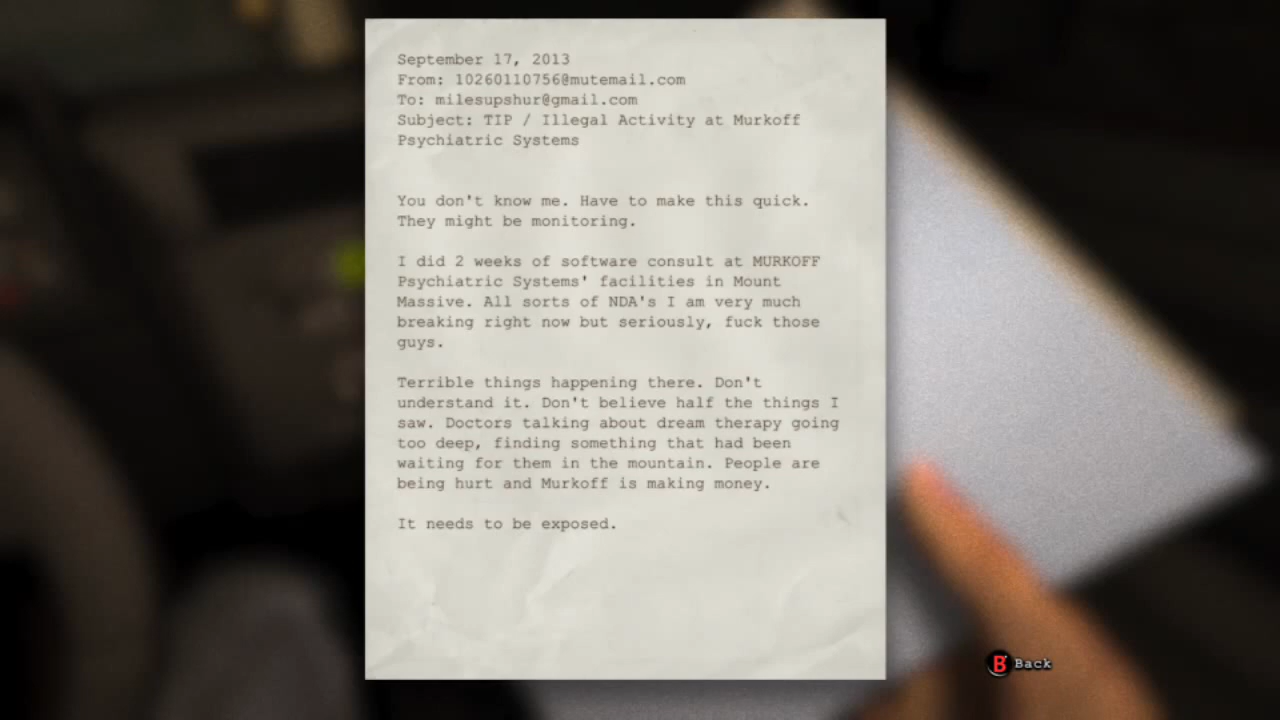 September 17, 2013
From: 10260110756@mutemail.com
To: milesupshur@gmail.com
Subject: TIP / Illegal Activity at Murkoff
Psychiatric Systems
You don't know me. Have to make this quick.
They might be monitoring.
I did 2 weeks of software consult at MURKOFF
Psychiatric Systems' facilities in Mount
Massive. All sorts of NDA's I am very much
breaking right now but seriously, fuck those
guys.
Terrible things happening there. Don't
understand it. Don't believe half the things I
saw. Doctors talking about dream therapy going
too deep, finding something that had been
waiting for them in the mountain. People are
being hurt and Murkoff is making money.
It needs to be exposed.
B Back